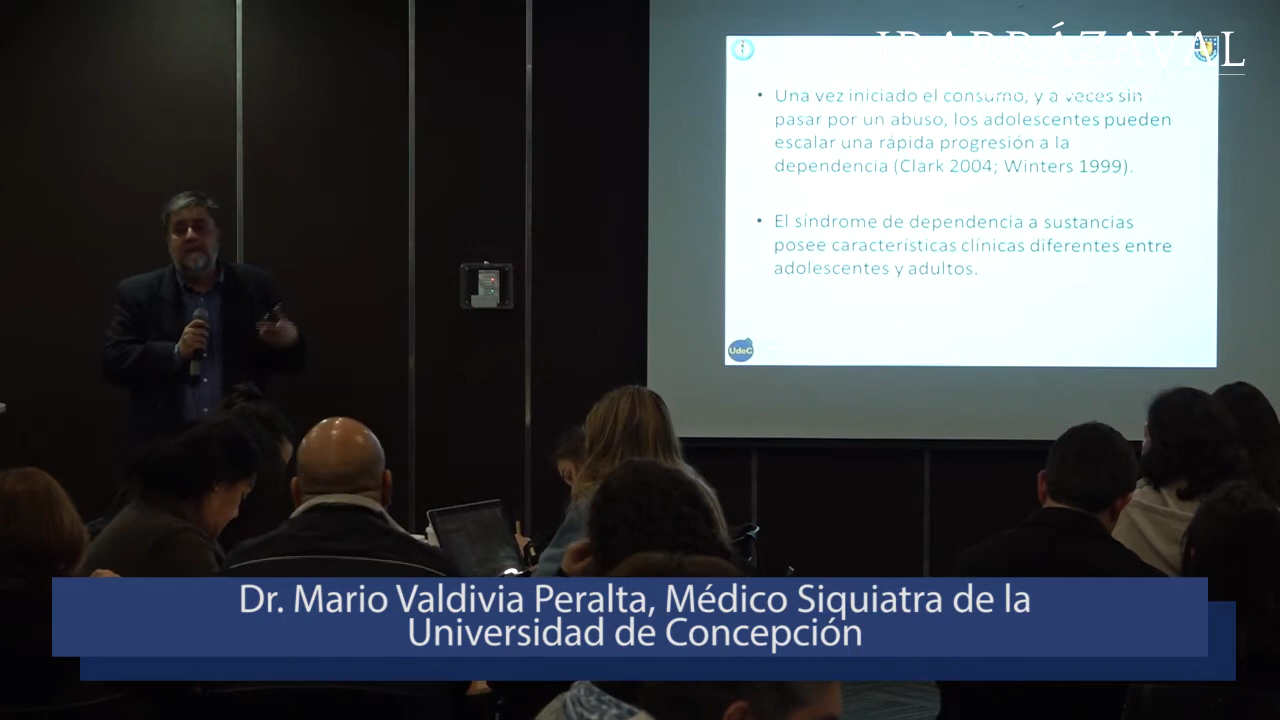 IRARRÁZAVAL
• Una vez iniciado el consumo, y a veces sin
pasar por un abuso, los adolescentes pueden
escalar una rápida progresión a la
dependencia (Clark 2004; Winters 1999).
• El síndrome de dependencia a sustancias
posee características clínicas diferentes entre
adolescentes y adultos.
UdeC
Dr. Mario Valdivia Peralta, Médico Siquiatra de la
Universidad de Concepción